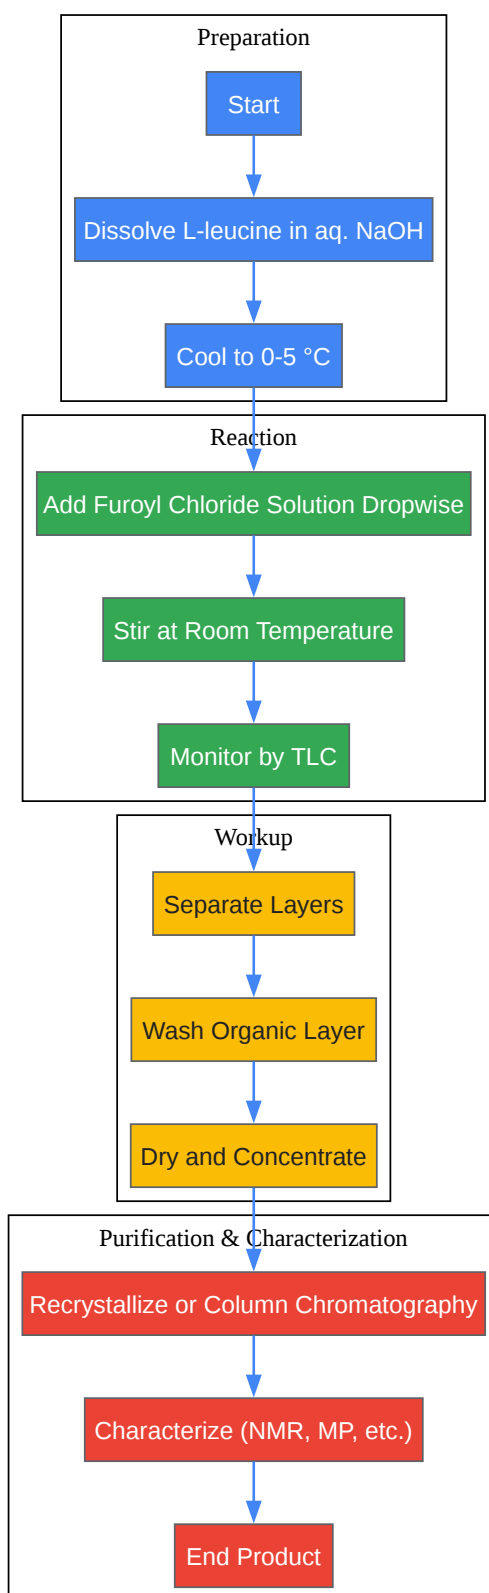 Preparation
Start
Dissolve L-leucine in aq. NaOH
Cool to 0-5 °C
Reaction
Add Furoyl Chloride Solution Dropwise
Stir at Room Temperature
Monitor by TLC
Workup
Separate Layers
Wash Organic Layer
Dry and Concentrate
Purification & Characterization
Recrystallize or Column Chromatography
Characterize (NMR, MP, etc.)
End Product